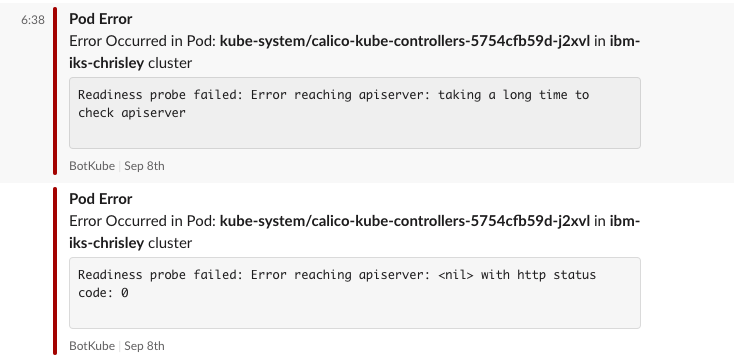 6:38
Pod Error
Error Occurred in Pod: kube-system/calico-kube-controllers-5754cfb59d-j2xvl in ibm-
iks-chrisley cluster
Readiness probe failed: Error reaching apiserver: taking a long time to
check apiserver
BotKube | Sep 8th
Pod Error
Error Occurred in Pod: kube-system/calico-kube-controllers-5754cfb59d-j2xvl in ibm-
iks-chrisley cluster
Readiness probe failed: Error reaching apiserver: <nil> with http status
code: 0
BotKube | Sep 8th